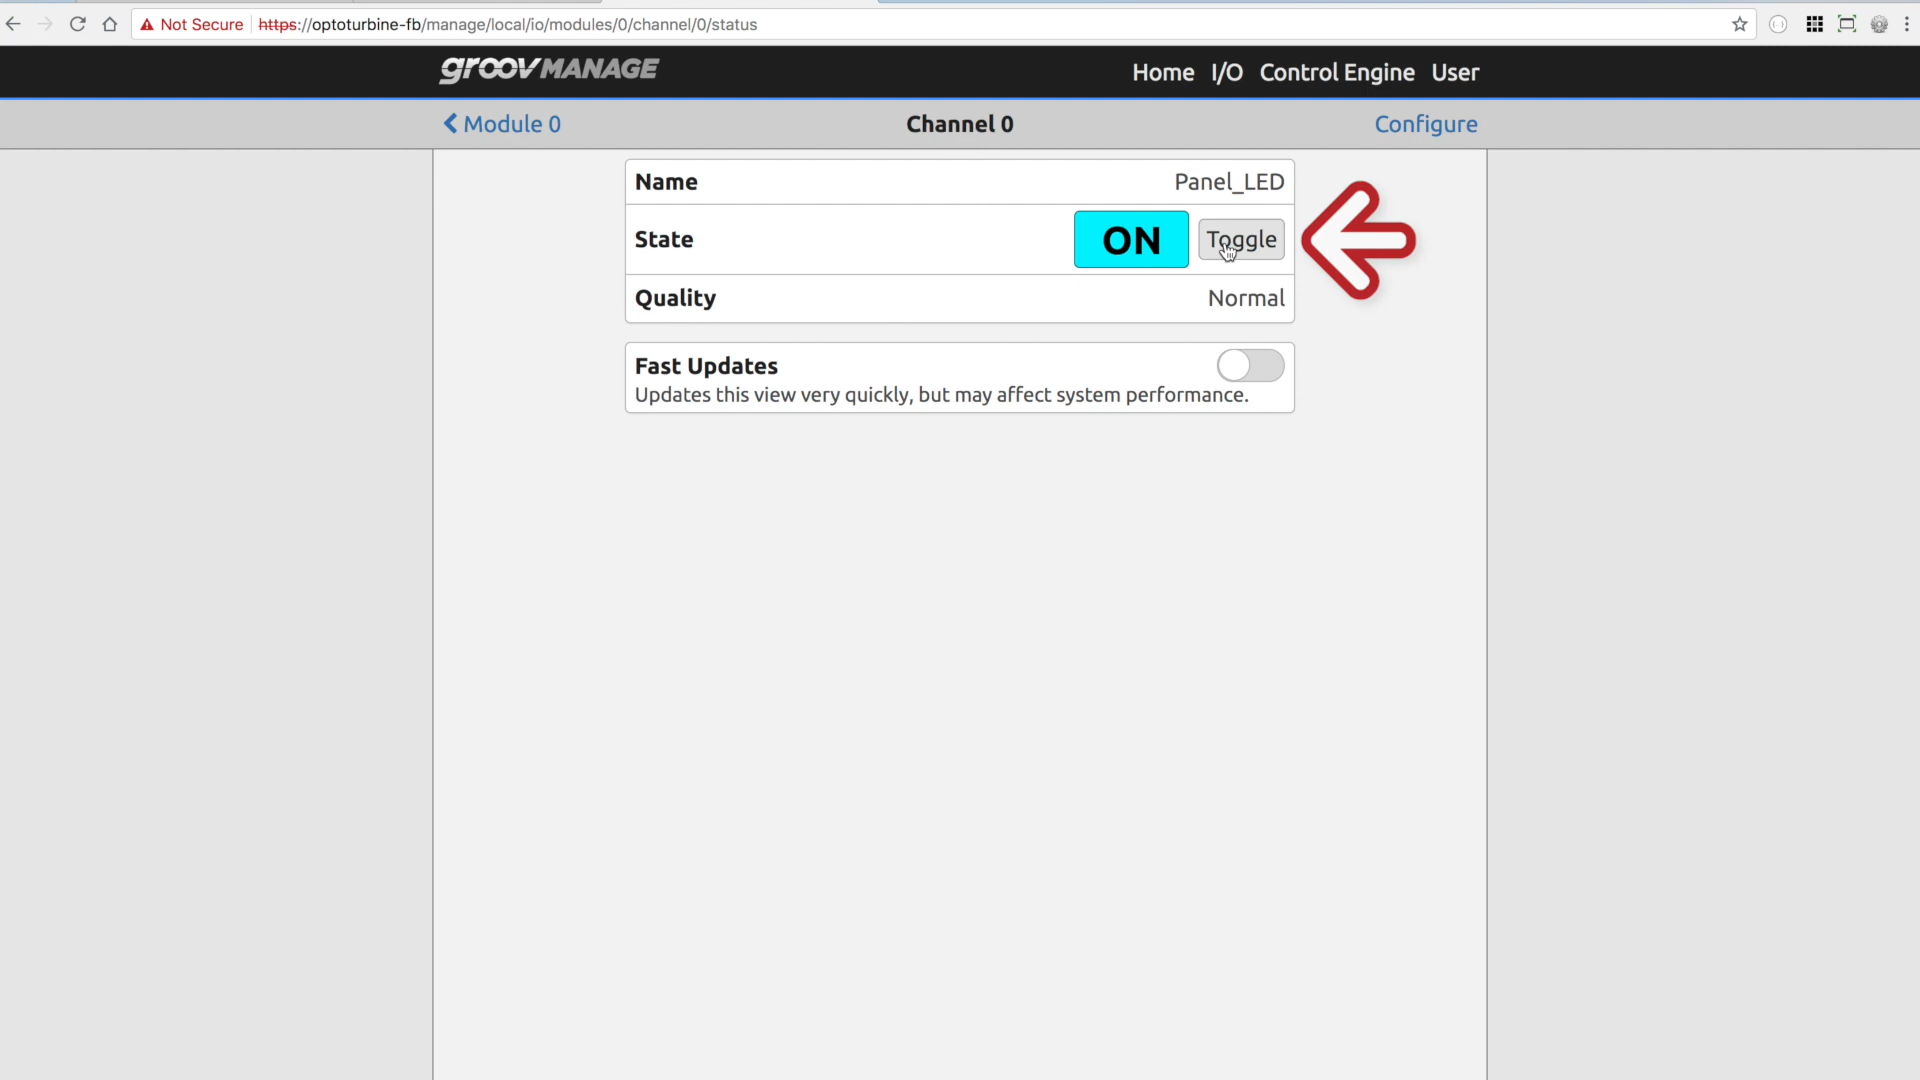 Not Secure https://optoturbine-fb/manage/local/io/modules/0/channel/0/status
groovMANAGE Home I/O Control Engine User
Module 0 Channel 0 Configure
Name Panel_LED
State ON Toggle
Quality Normal
Fast Updates
Updates this view very quickly, but may affect system performance.